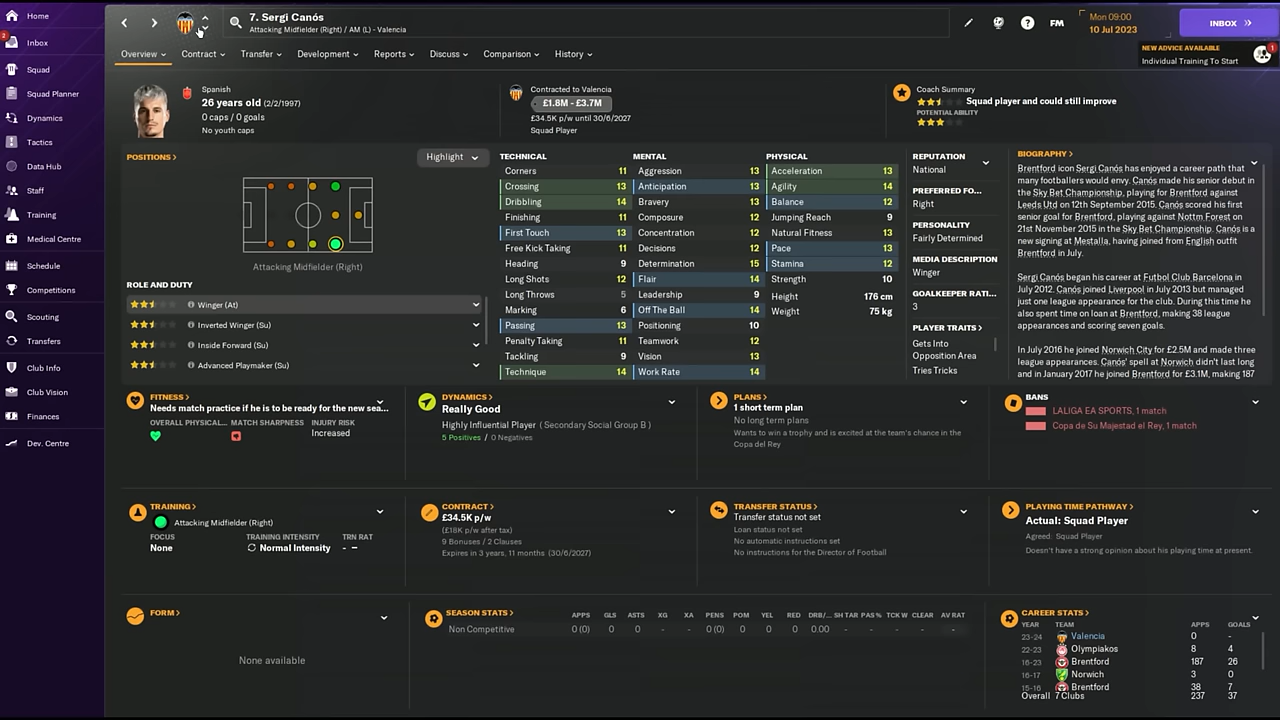 Home
2
Inbox
Squad
Squad Planner
Dynamics
Tactics
Data Hub
Staff
Training
Medical Centre
Schedule
Competitions
Scouting
Transfers
Club Info
Club Vision
Finances
Dev. Centre
7. Sergi Canós
Attacking Midfielder (Right) / AM (L) - Valencia
FM
Mon 09:00
10 Jul 2023
INBOX
Overview Contract Transfer Development Reports Discuss Comparison History
NEW ADVICE AVAILABLE
Individual Training To Start
1
Spanish
26 years old (2/2/1997)
0 caps / 0 goals
No youth caps
Contracted to Valencia
£1.8M - £3.7M
£34.5K p/w until 30/6/2027
Squad Player
Coach Summary
Squad player and could still improve
POTENTIAL ABILITY
POSITIONS
Highlight
Attacking Midfielder (Right)
ROLE AND DUTY
Winger (At)
Inverted Winger (Su)
Inside Forward (Su)
Advanced Playmaker (Su)
TECHNICAL
Corners 11
Crossing 13
Dribbling 14
Finishing 11
First Touch 13
Free Kick Taking 11
Heading 9
Long Shots 12
Long Throws 5
Marking 6
Passing 13
Penalty Taking 11
Tackling 9
Technique 14
MENTAL
Aggression 13
Anticipation 13
Bravery 13
Composure 12
Concentration 12
Decisions 12
Determination 15
Flair 14
Leadership 9
Off The Ball 14
Positioning 10
Teamwork 12
Vision 13
Work Rate 14
PHYSICAL
Acceleration 13
Agility 14
Balance 12
Jumping Reach 9
Natural Fitness 13
Pace 13
Stamina 12
Strength 10
Height 176 cm
Weight 75 kg
REPUTATION
National
PREFERRED FO...
Right
PERSONALITY
Fairly Determined
MEDIA DESCRIPTION
Winger
GOALKEEPER RATI...
3
PLAYER TRAITS
Gets Into
Opposition Area
Tries Tricks
BIOGRAPHY
Brentford icon Sergi Canós has enjoyed a career path that
many footballers would envy. Canós made his senior debut in
the Sky Bet Championship, playing for Brentford against
Leeds Utd on 12th September 2015. Canós scored his
first senior goal for Brentford, playing against Nottm Forest on
21st November 2015 in the Sky Bet Championship. Canós is a
new signing at Mestalla, having joined from English outfit
Brentford in July.
Sergi Canós began his career at Futbol Club Barcelona in
July 2012. Canós joined Liverpool in July 2013 but managed
just one league appearance for the club. During this time he
also spent time on loan at Brentford, making 38 league
appearances and scoring seven goals.
In July 2016 he joined Norwich City for £2.5M and made three
league appearances. Canós' spell at Norwich didn't last long
and in January 2017 he joined Brentford for £3.1M, making 187
FITNESS
Needs match practice if he is to be ready for the new sea...
OVERALL PHYSICAL... MATCH SHARPNESS INJURY RISK
Increased
DYNAMICS
Really Good
Highly Influential Player ( Secondary Social Group B )
5 Positives / 0 Negatives
PLANS
1 short term plan
No long term plans
Wants to win a trophy and is excited at the team's chance in the
Copa del Rey
BANS
LALIGA EA SPORTS, 1 match
Copa de Su Majestad el Rey, 1 match
TRAINING
Attacking Midfielder (Right)
FOCUS TRAINING INTENSITY TRN RAT
None Normal Intensity - -
CONTRACT
£34.5K p/w
(£18K p/w after tax)
9 Bonuses / 2 Clauses
Expires in 3 years, 11 months (30/6/2027)
TRANSFER STATUS
Transfer status not set
Loan status not set
No automatic instructions set
No instructions for the Director of Football
PLAYING TIME PATHWAY
Actual: Squad Player
Agreed: Squad Player
Doesn't have a strong opinion about his playing time at present.
FORM
None available
SEASON STATS APPS GLS ASTS XG XA PENS POM YEL RED DRB/... SH TAR PAS % TCK W CLEAR AV RAT
Non Competitive 0 (0) 0 0 - - 0 (0) 0 0 0 0.00 - - - - -
CAREER STATS
YEAR TEAM APPS GOALS
23-24 Valencia 0 -
22-23 Olympiakos 8 4
16-23 Brentford 187 26
16-17 Norwich 3 0
15-16 Brentford 38 7
Overall 7 Clubs 237 37